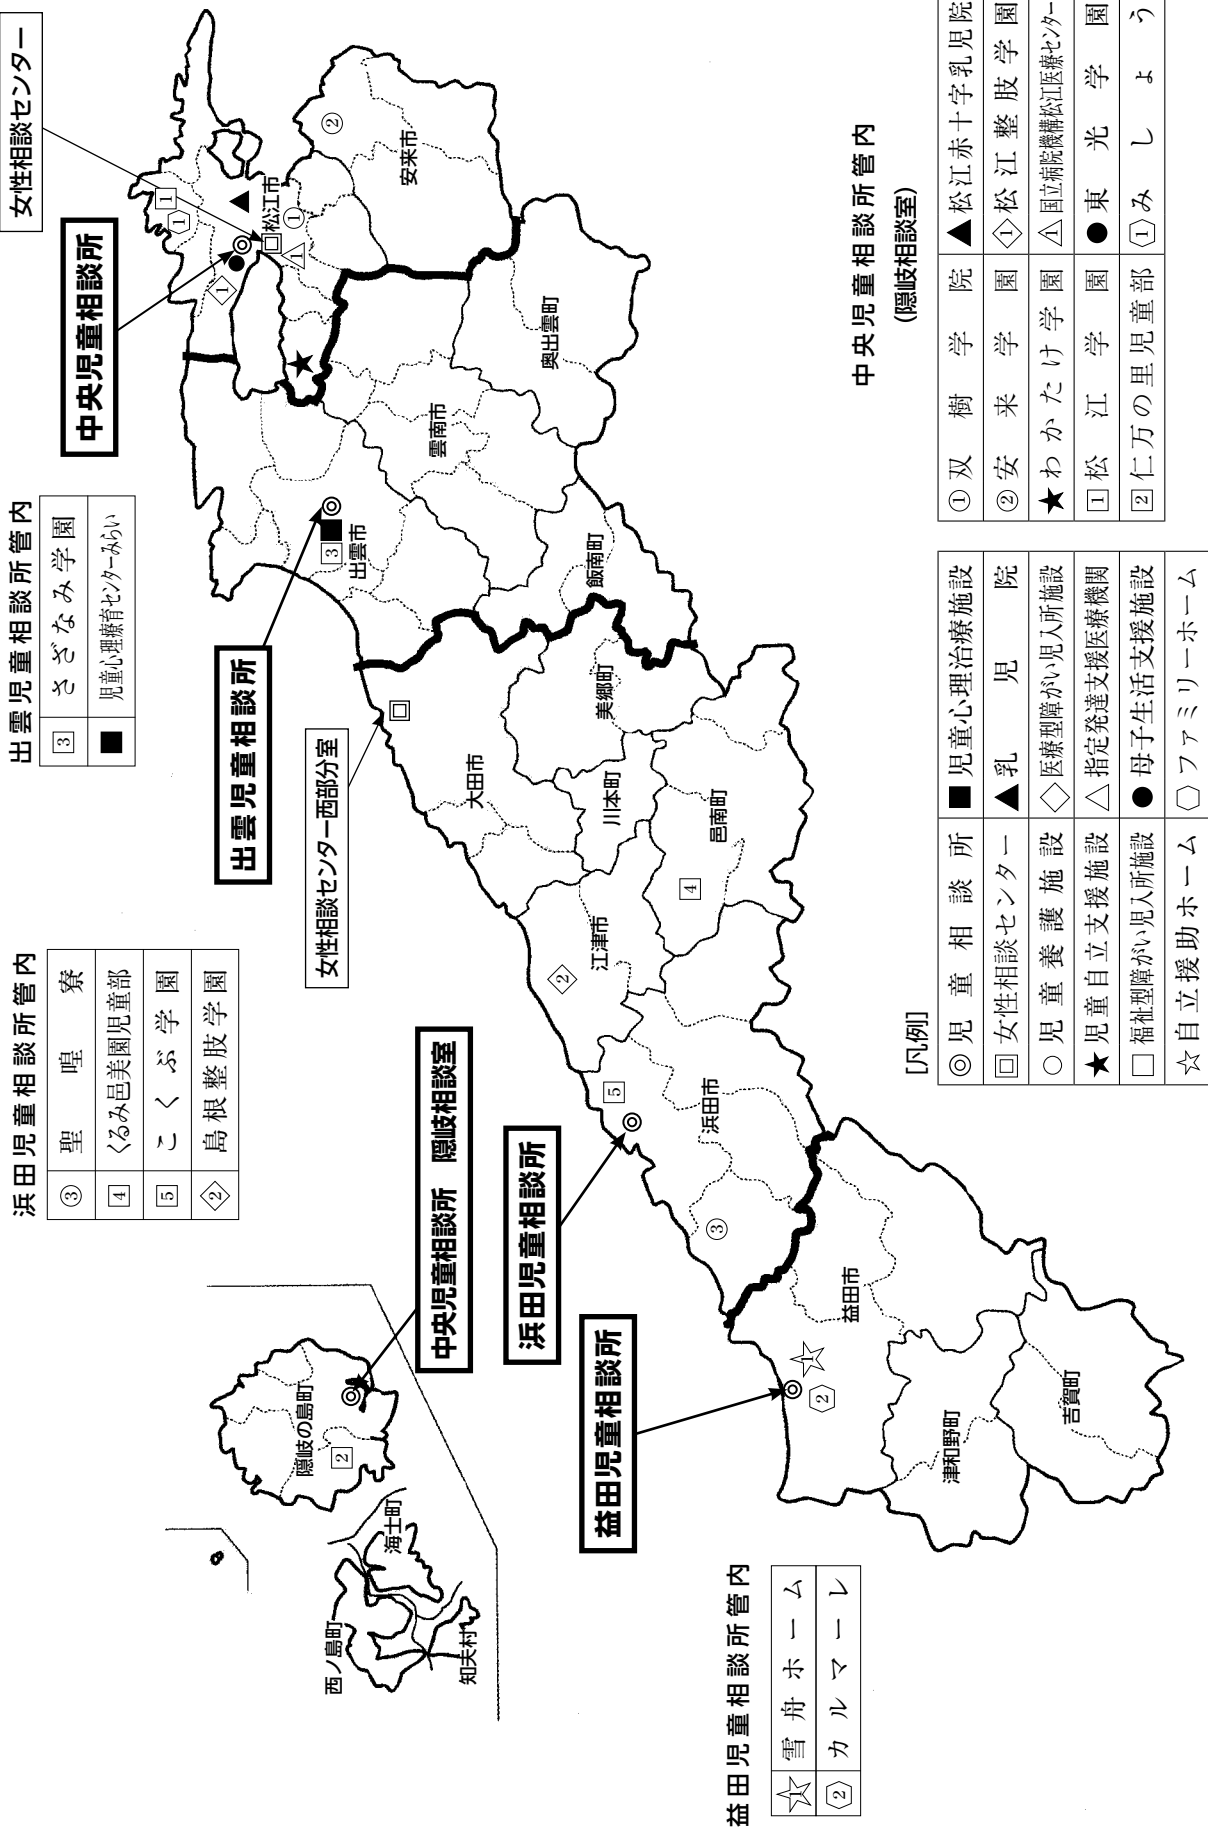 浜田児童相談所管内
③ 聖喤寮
4 くるみ邑美園児童部
5 こくぶ学園
2 島根整肢学園
出雲児童相談所管内
3 さざなみ学園
■ 児童心理療育センターみらい
女性相談センター
中央児童相談所
出雲児童相談所
女性相談センター西部分室
中央児童相談所 隠岐相談室
浜田児童相談所
益田児童相談所
隠岐の島町
2
海士町
西ノ島町
知夫村
松江市
1
1
1
①
1
安来市
②
奥出雲町
雲南市
出雲市
3
飯南町
大田市
美郷町
川本町
邑南町
4
江津市
2
浜田市
5
③
益田市
1
2
津和野町
吉賀町
益田児童相談所管内
1 雪舟ホーム
2 カルマーレ
[凡例]
◎ 児童相談所
■ 児童心理治療施設
回 女性相談センター
▲ 乳児院
○ 児童養護施設
◇ 医療型障がい児入所施設
★ 児童自立支援施設
△ 指定発達支援医療機関
□ 福祉型障がい児入所施設
● 母子生活支援施設
☆ 自立援助ホーム
⬡ ファミリーホーム
中央児童相談所管内
(隠岐相談室)
① 双樹学院
▲ 松江赤十字乳児院
② 安来学園
1 松江整肢学園
★ わかたけ学園
1 国立病院機構松江医療センター
1 松江学園
● 東光学園
2 仁万の里児童部
1 みしょう